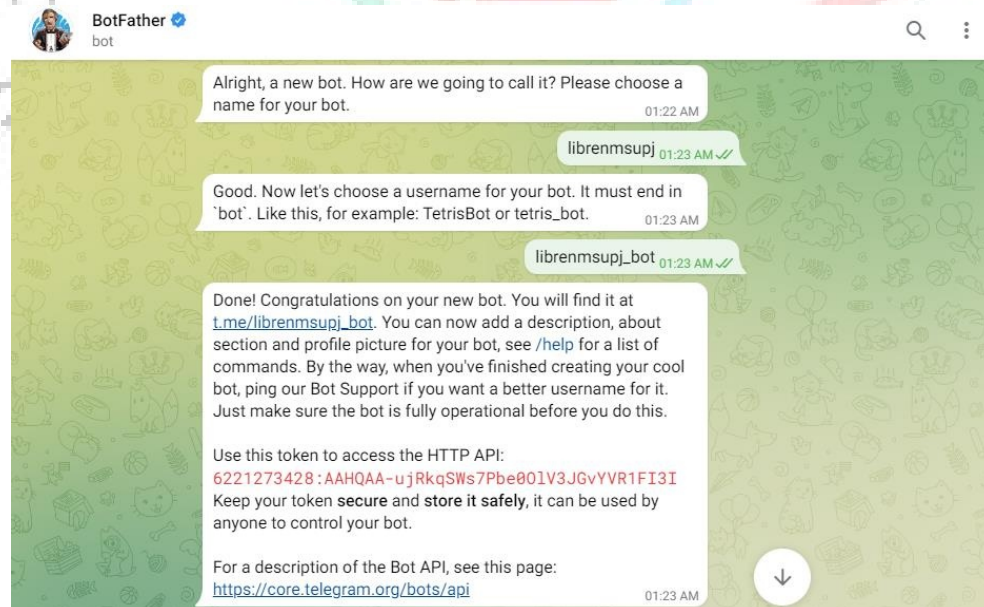 BotFather
bot
Alright, a new bot. How are we going to call it? Please choose a
name for your bot.
01:22 AM
librenmsupj
01:23 AM
Good. Now let's choose a username for your bot. It must end in
`bot`. Like this, for example: TetrisBot or tetris_bot.
01:23 AM
librenmsupj_bot
01:23 AM
Done! Congratulations on your new bot. You will find it at
t.me/librenmsupj_bot. You can now add a description, about
section and profile picture for your bot, see /help for a list of
commands. By the way, when you've finished creating your cool
bot, ping our Bot Support if you want a better username for it.
Just make sure the bot is fully operational before you do this.
Use this token to access the HTTP API:
6221273428:AAHQAA-ujRkqSWs7Pbe0OlV3JGvYVR1FI3I
Keep your token secure and store it safely, it can be used by
anyone to control your bot.
For a description of the Bot API, see this page:
https://core.telegram.org/bots/api
01:23 AM